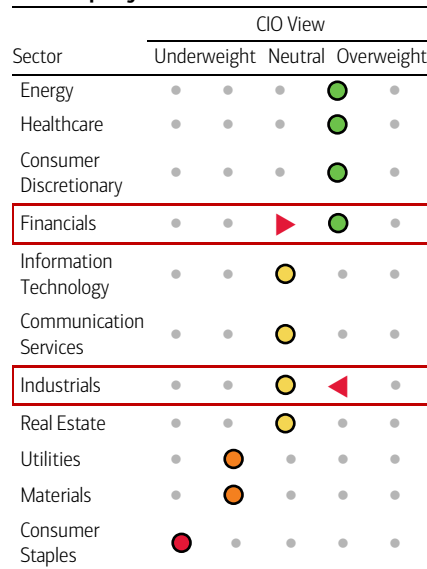 CIO View
Sector Underweight Neutral Overweight
Energy
Healthcare
Consumer
Discretionary
Financials
Information
Technology
Communication
Services
Industrials
Real Estate
Utilities
Materials
Consumer
Staples